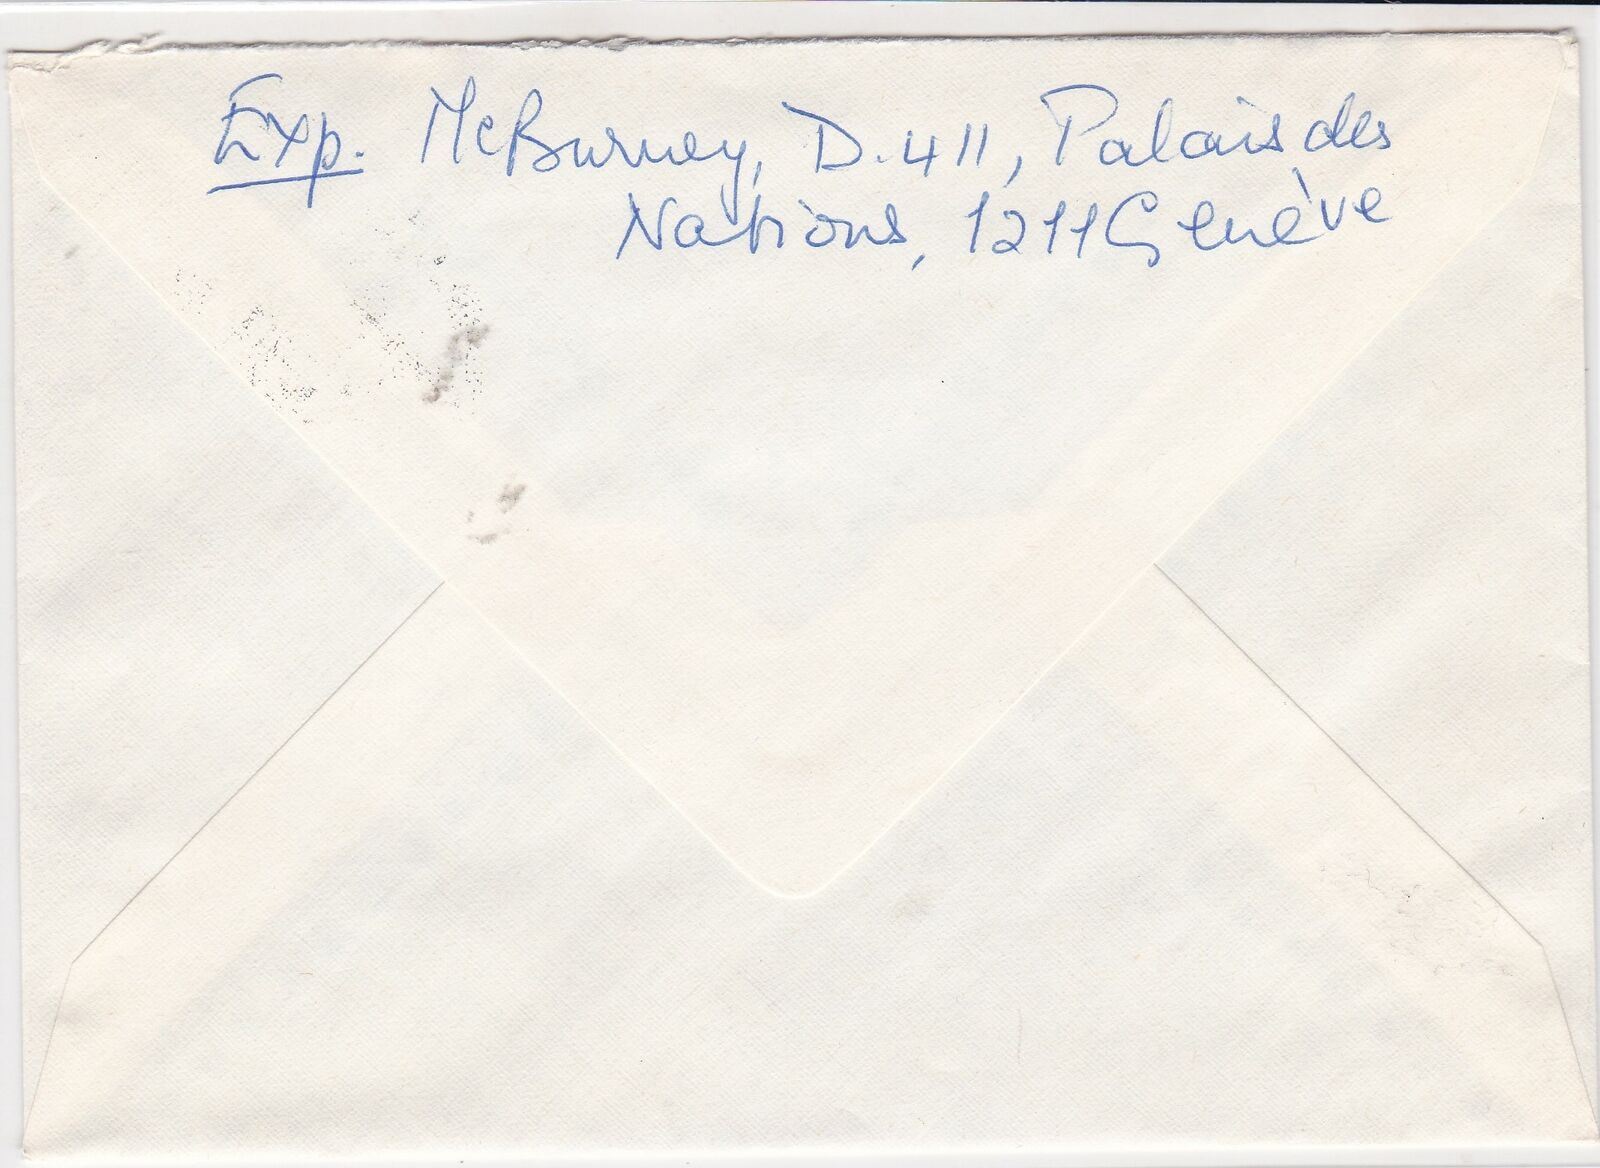 Exp. McBurney, D.411, Palais des
Nations, 1211 Genève